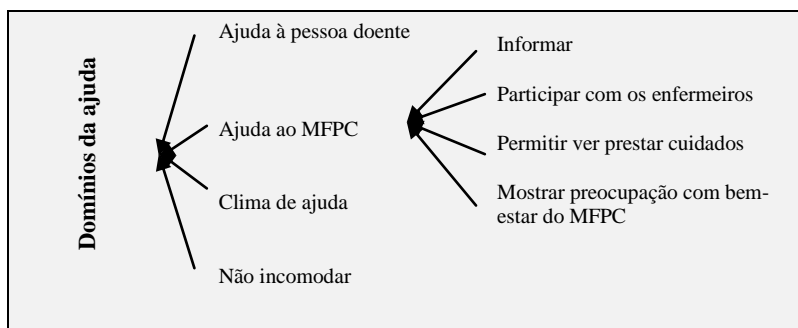 Domínios da ajuda
Ajuda à pessoa doente
Ajuda ao MFPC
Clima de ajuda
Não incomodar
Informar
Participar com os enfermeiros
Permitir ver prestar cuidados
Mostrar preocupação com bem-
estar do MFPC